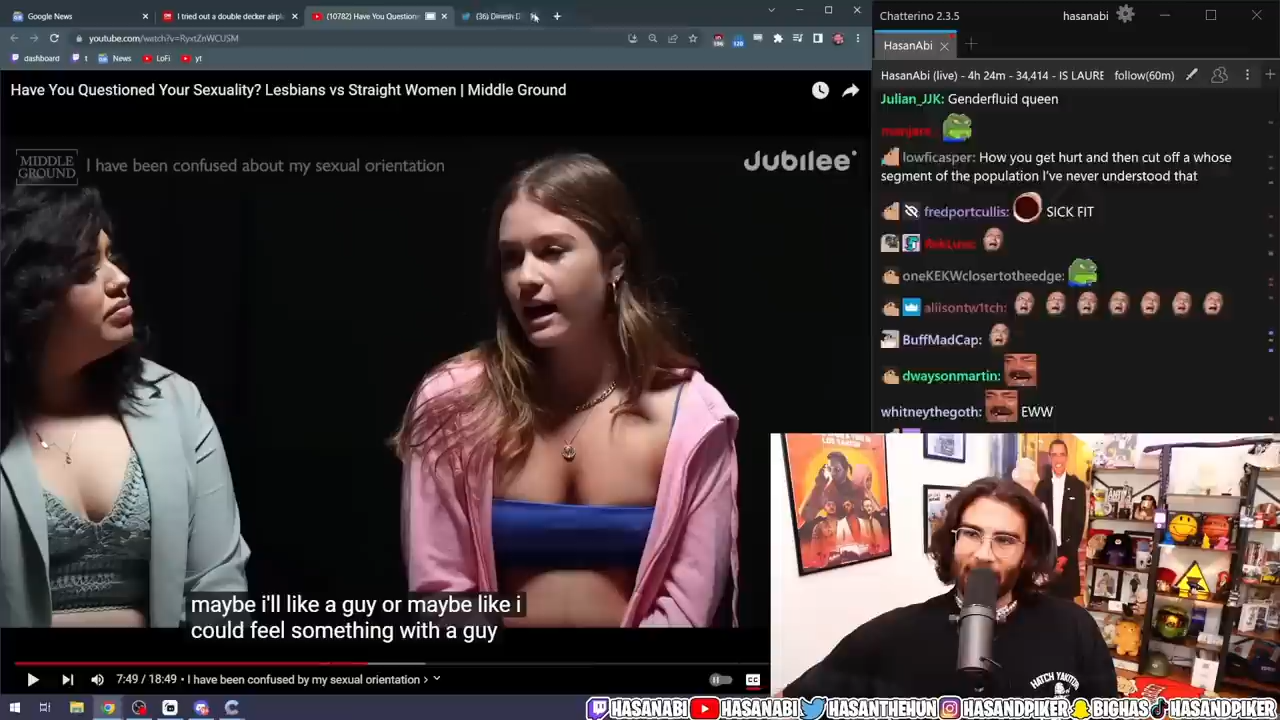 Google News
I tried out a double decker airpl
(10782) Have You Question
(36) Dinesh D
youtube.com/watch?v=RyxtZnWCUSM
dashboard
t
News
LoFi
yt
Have You Questioned Your Sexuality? Lesbians vs Straight Women | Middle Ground
MIDDLE
GROUND
I have been confused about my sexual orientation
Jubilee
maybe i'll like a guy or maybe like i
could feel something with a guy
7:49 / 18:49 • I have been confused by my sexual orientation >
Chatterino 2.3.5
hasanabi
HasanAbi
HasanAbi (live) - 4h 24m - 34,414 - IS LAURE
follow(60m)
Julian_JJK: Genderfluid queen
lowficasper: How you get hurt and then cut off a whose
segment of the population I've never understood that
fredportcullis: SICK FIT
oneKEKWclosertotheedge:
aliisontw1tch:
BuffMadCap:
dwaysonmartin:
whitneythegoth: EWW
HATCH YAKITORI
HASANABI HASANABI HASANTHEHUN HASANDPIKER BIGHAS HASANDPIKER